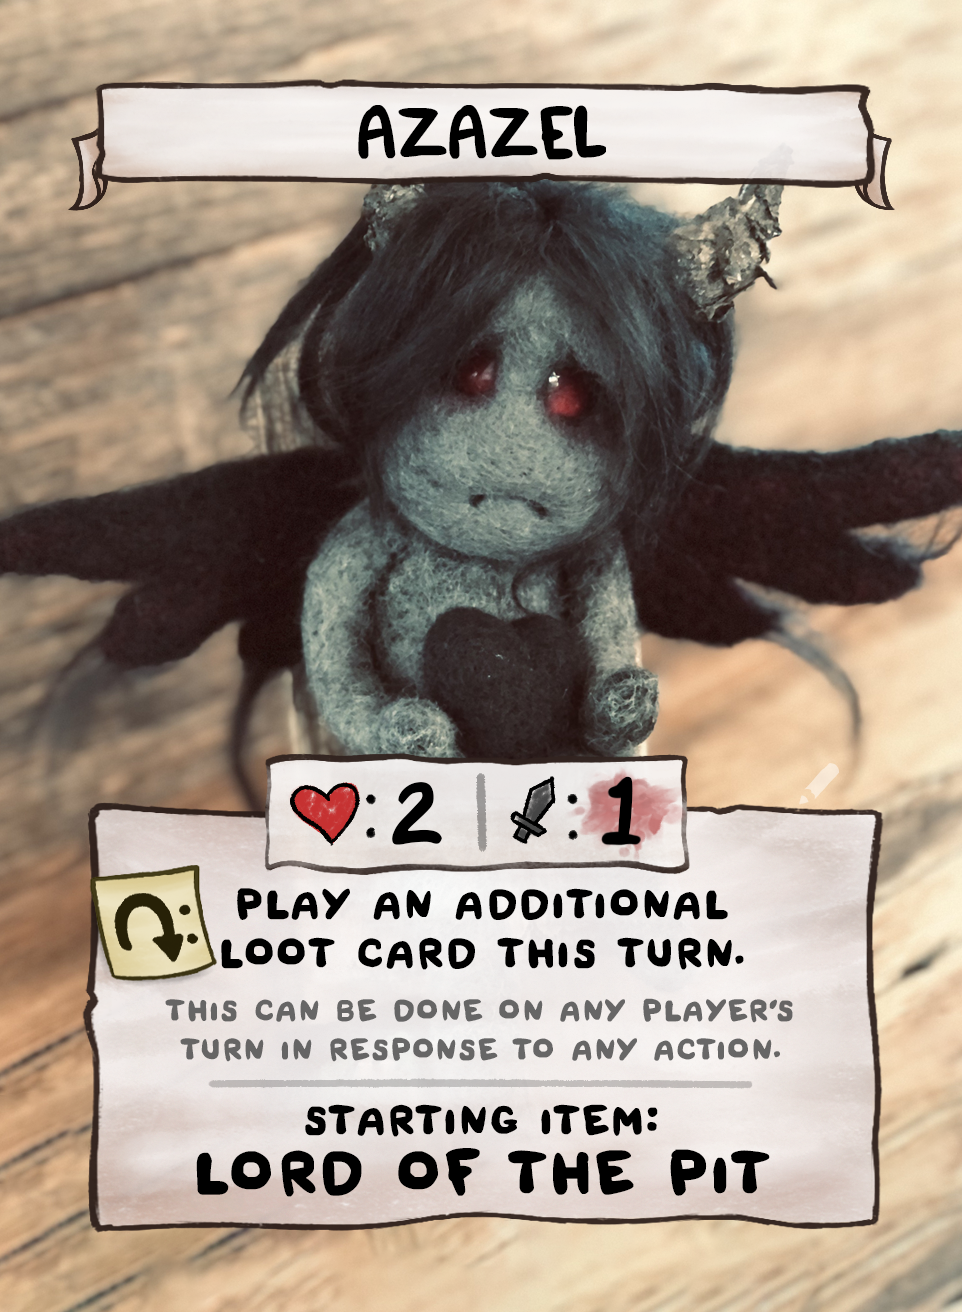 AZAZEL
:2 | :1
PLAY AN ADDITIONAL
LOOT CARD THIS TURN.
THIS CAN BE DONE ON ANY PLAYER'S
TURN IN RESPONSE TO ANY ACTION.
STARTING ITEM:
LORD OF THE PIT